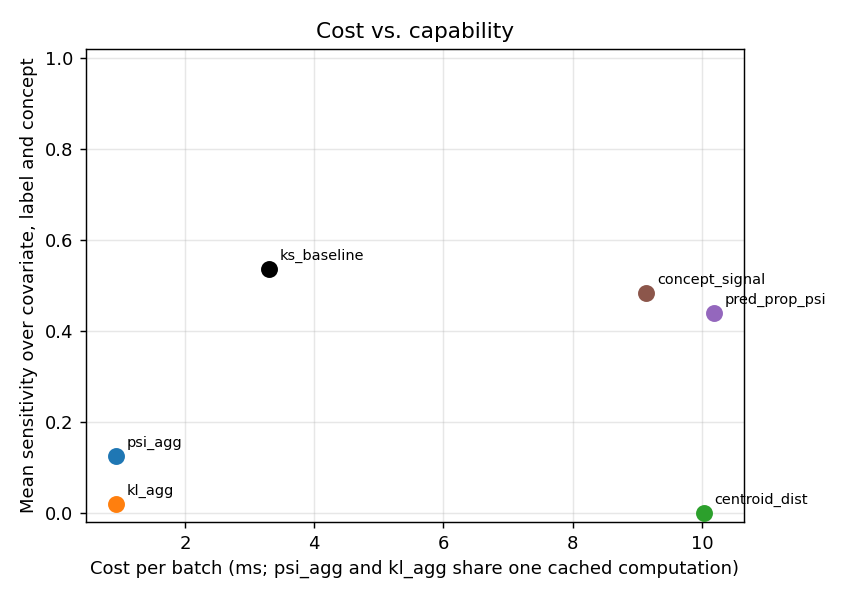 Cost vs. capability
Mean sensitivity over covariate, label and concept
1.0
0.8
0.6
0.4
0.2
0.0
ks_baseline
concept_signal
pred_prop_psi
psi_agg
kl_agg
centroid_dist
2 4 6 8 10
Cost per batch (ms; psi_agg and kl_agg share one cached computation)